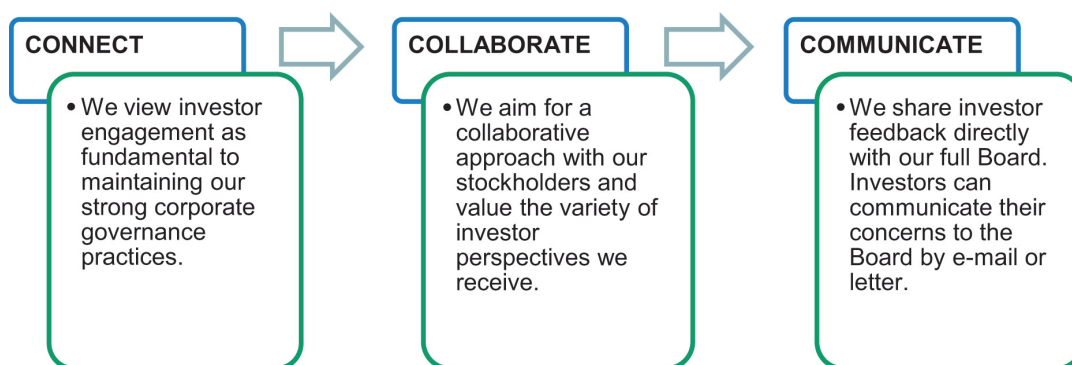 CONNECT
• We view investor
engagement as
fundamental to
maintaining our
strong corporate
governance
practices.
COLLABORATE
• We aim for a
collaborative
approach with our
stockholders and
value the variety of
investor
perspectives we
receive.
COMMUNICATE
• We share investor
feedback directly
with our full Board.
Investors can
communicate their
concerns to the
Board by e-mail or
letter.